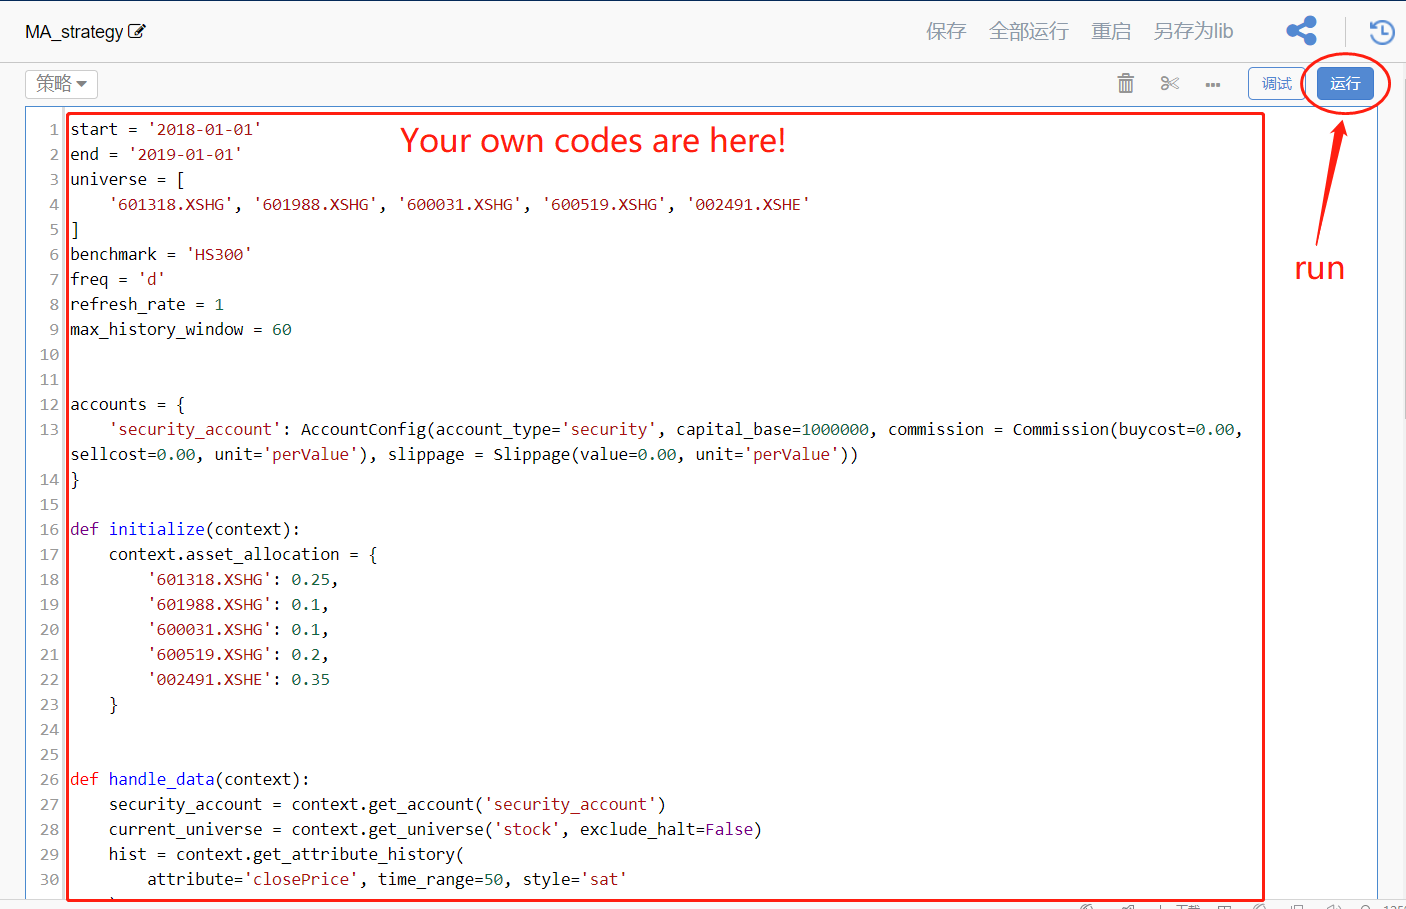 MA_strategy
保存 全部运行 重启 另存为lib
策略
调试 运行
Your own codes are here!
run
1 start = '2018-01-01'
2 end = '2019-01-01'
3 universe = [
4     '601318.XSHG', '601988.XSHG', '600031.XSHG', '600519.XSHG', '002491.XSHE'
5 ]
6 benchmark = 'HS300'
7 freq = 'd'
8 refresh_rate = 1
9 max_history_window = 60
10
11
12 accounts = {
13     'security_account': AccountConfig(account_type='security', capital_base=1000000, commission = Commission(buycost=0.00,
sellcost=0.00, unit='perValue'), slippage = Slippage(value=0.00, unit='perValue'))
14 }
15
16 def initialize(context):
17     context.asset_allocation = {
18         '601318.XSHG': 0.25,
19         '601988.XSHG': 0.1,
20         '600031.XSHG': 0.1,
21         '600519.XSHG': 0.2,
22         '002491.XSHE': 0.35
23     }
24
25
26 def handle_data(context):
27     security_account = context.get_account('security_account')
28     current_universe = context.get_universe('stock', exclude_halt=False)
29     hist = context.get_attribute_history(
30         attribute='closePrice', time_range=50, style='sat'